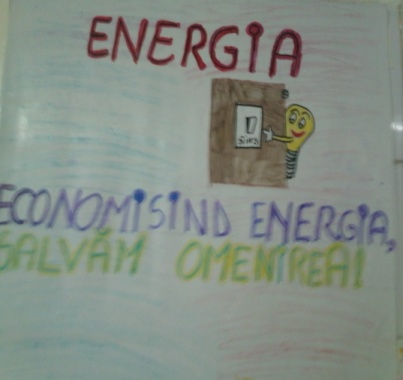 ENERGIA
ECONOMISIND ENERGIA,
SALVĂM OMENIREA!